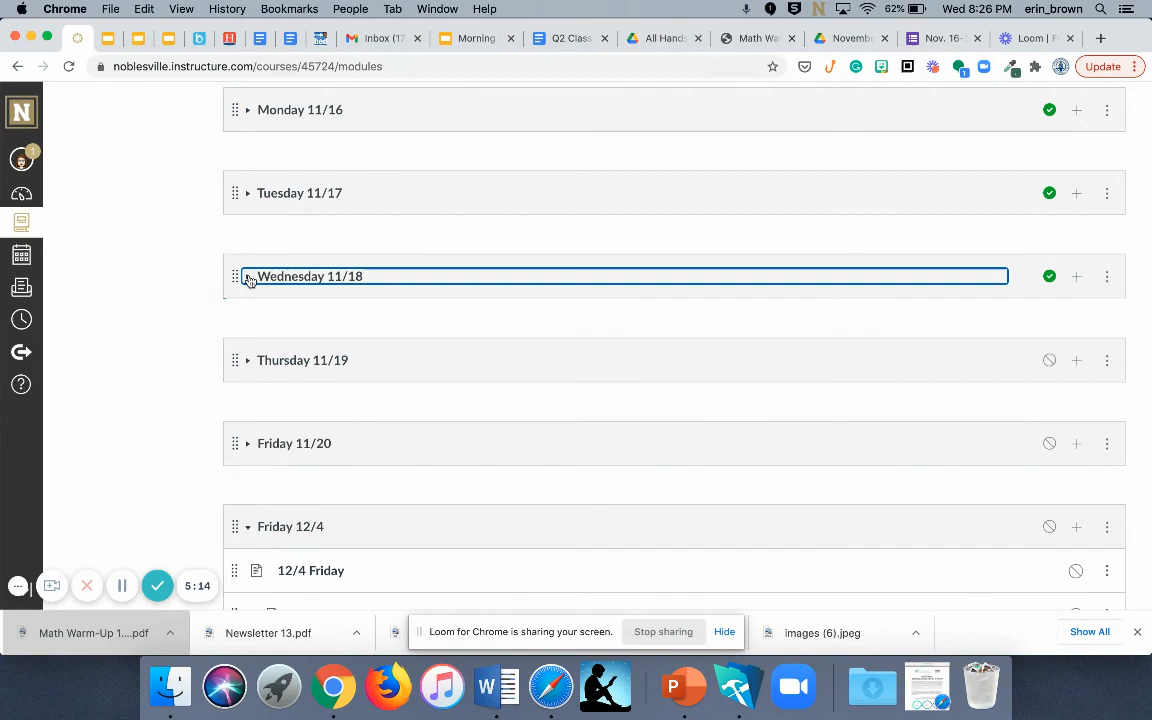 Chrome File Edit View History Bookmarks People Tab Window Help 62% Wed 8:26 PM erin_brown
Inbox (17 Morning Q2 Class All Hands Math Wa Novembe Nov. 16- Loom | F
noblesville.instructure.com/courses/45724/modules Update
N
1
Monday 11/16
Tuesday 11/17
Wednesday 11/18
Thursday 11/19
Friday 11/20
Friday 12/4
12/4 Friday
5:14
Math Warm-Up 1....pdf Newsletter 13.pdf Loom for Chrome is sharing your screen. Stop sharing Hide images (6).jpeg Show All